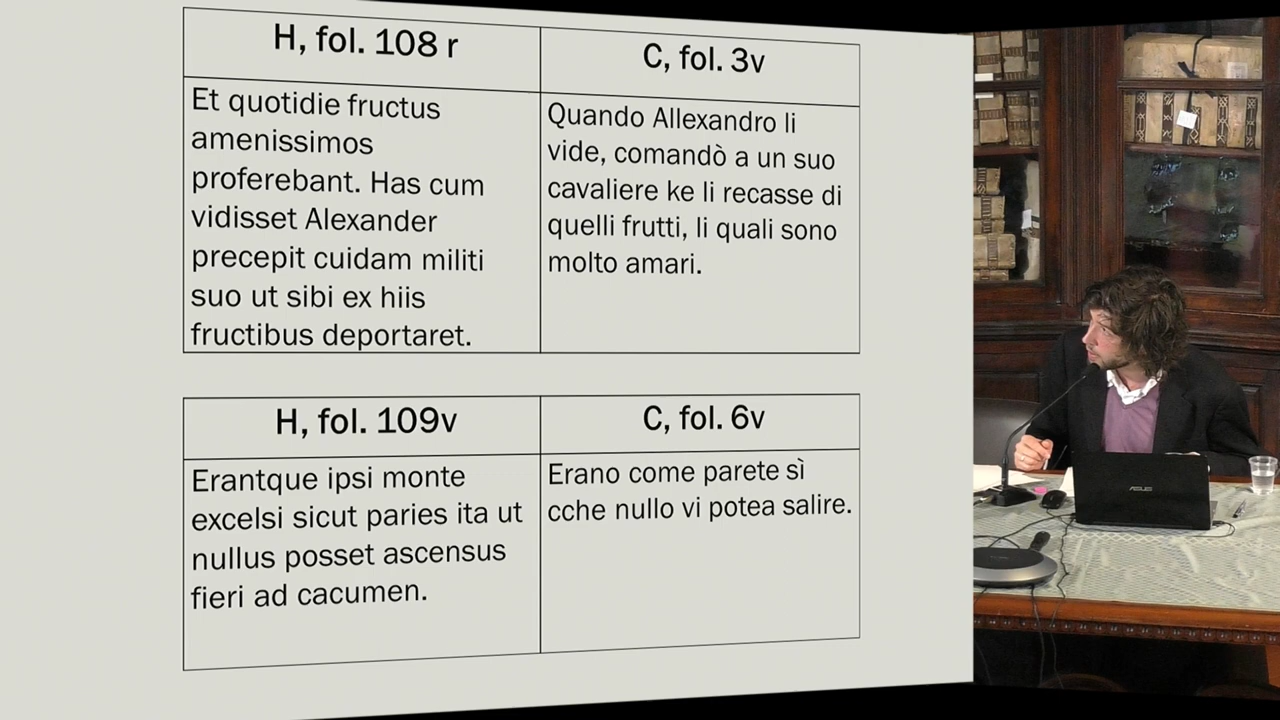 H, fol. 108 r
C, fol. 3v
Et quotidie fructus
amenissimos
proferebant. Has cum
vidisset Alexander
precepit cuidam militi
suo ut sibi ex hiis
fructibus deportaret.
Quando Allexandro li
vide, comandò a un suo
cavaliere ke li recasse di
quelli frutti, li quali sono
molto amari.
H, fol. 109v
C, fol. 6v
Erantque ipsi monte
excelsi sicut paries ita ut
nullus posset ascensus
fieri ad cacumen.
Erano come parete sì
cche nullo vi potea salire.
ASUS